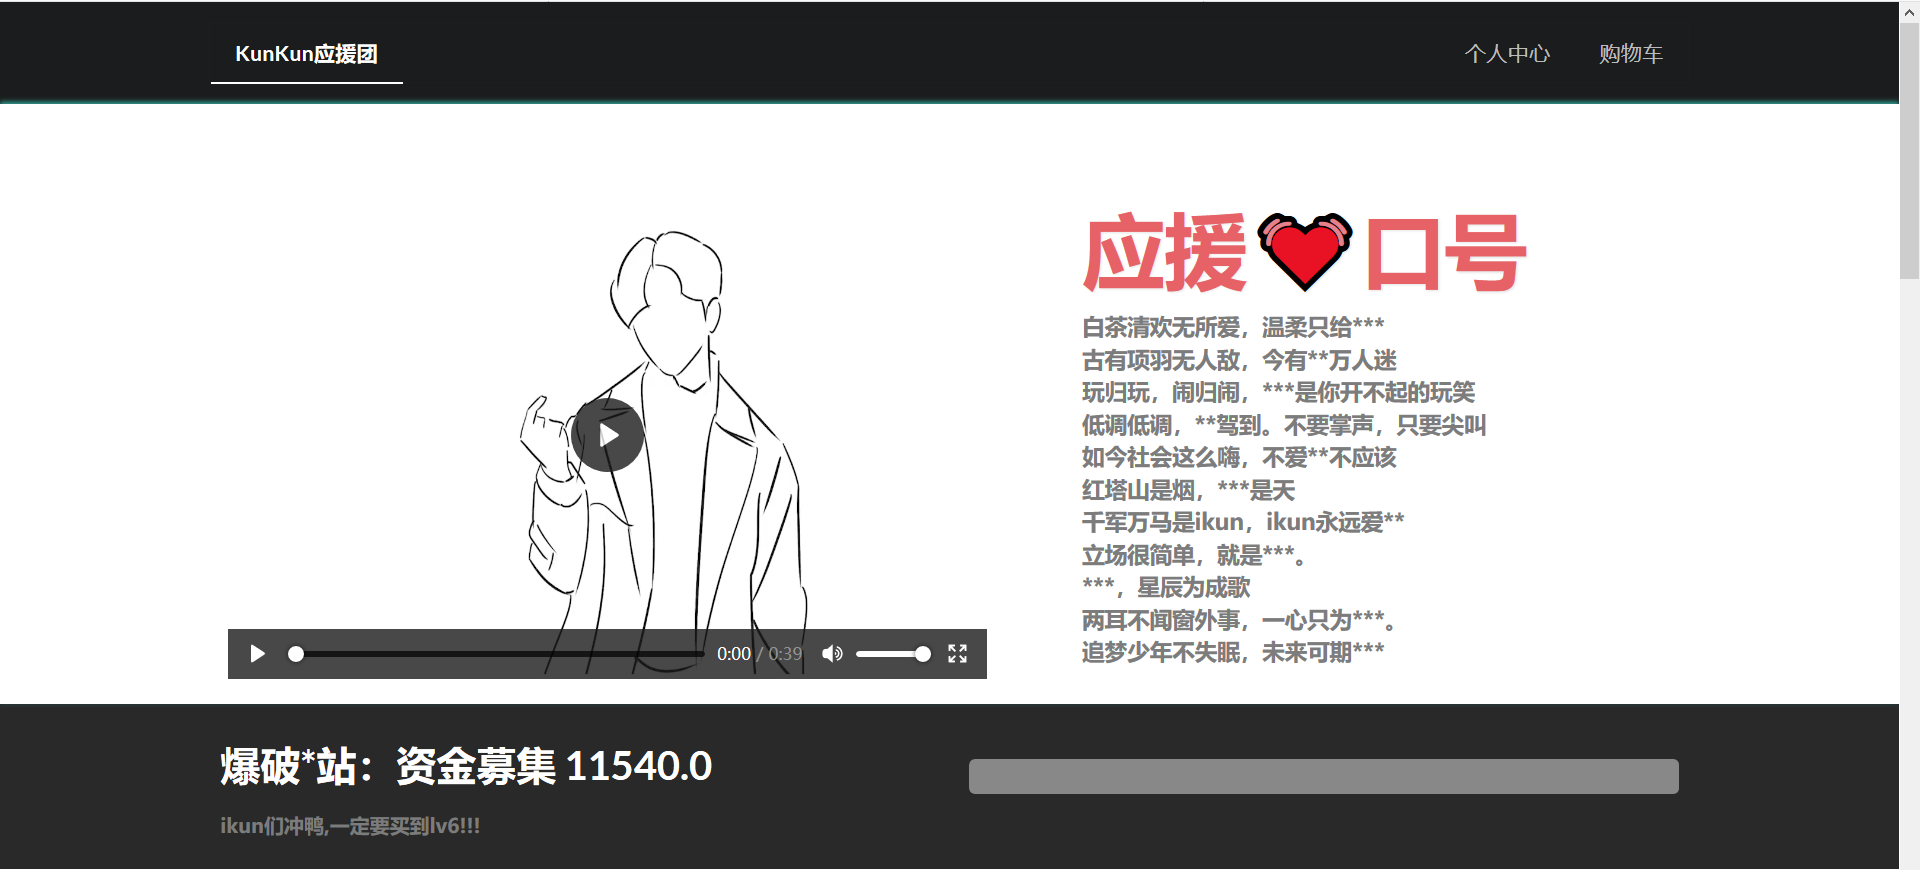 KunKun应援团
个人中心
购物车
应援❤口号
白茶清欢无所爱，温柔只给***
古有项羽无人敌，今有**万人迷
玩归玩，闹归闹，***是你开不起的玩笑
低调低调，**驾到。不要掌声，只要尖叫
如今社会这么嗨，不爱**不应该
红塔山是烟，***是天
千军万马是ikun，ikun永远爱**
立场很简单，就是***。
***，星辰为成歌
两耳不闻窗外事，一心只为***。
追梦少年不失眠，未来可期***
0:00 / 0:39
爆破*站：资金募集 11540.0
ikun们冲鸭,一定要买到lv6!!!